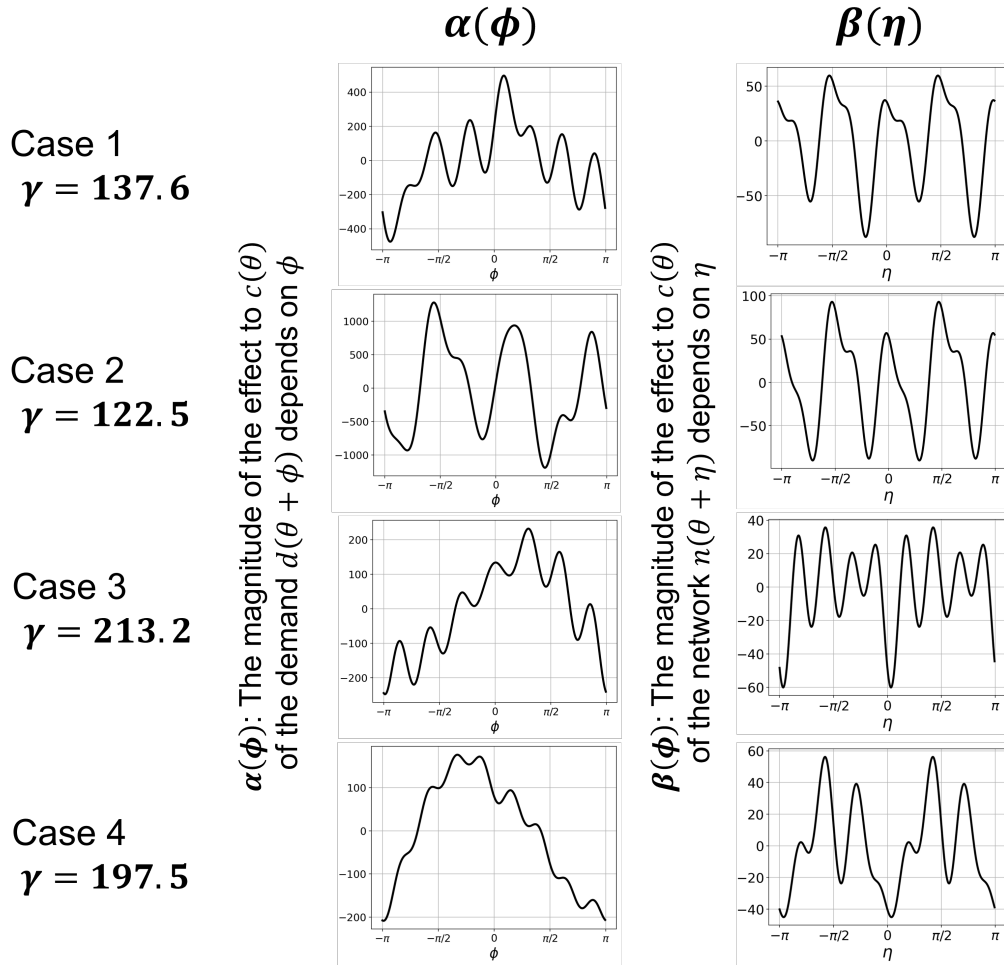 α(ϕ)
β(η)
Case 1
γ = 137.6
400
200
0
−200
−400
−π
−π/2
0
π/2
π
ϕ
50
0
−50
−π
−π/2
0
π/2
π
η
Case 2
γ = 122.5
1000
500
0
−500
−1000
−π
−π/2
0
π/2
π
ϕ
100
50
0
−50
−π
−π/2
0
π/2
π
η
α(ϕ): The magnitude of the effect to c(θ)
of the demand d(θ + ϕ) depends on ϕ
β(ϕ): The magnitude of the effect to c(θ)
of the network n(θ + η) depends on η
Case 3
γ = 213.2
200
100
0
−100
−200
−π
−π/2
0
π/2
π
ϕ
40
20
0
−20
−40
−60
−π
−π/2
0
π/2
π
η
Case 4
γ = 197.5
100
0
−100
−200
−π
−π/2
0
π/2
π
ϕ
60
40
20
0
−20
−40
−π
−π/2
0
π/2
π
η